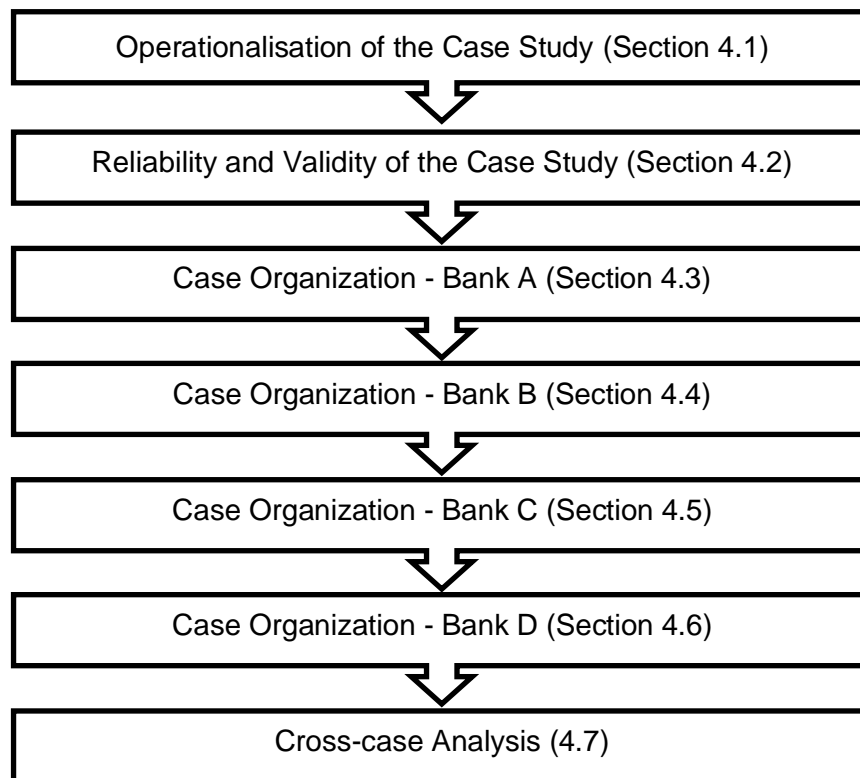 Operationalisation of the Case Study (Section 4.1)
Reliability and Validity of the Case Study (Section 4.2)
Case Organization - Bank A (Section 4.3)
Case Organization - Bank B (Section 4.4)
Case Organization - Bank C (Section 4.5)
Case Organization - Bank D (Section 4.6)
Cross-case Analysis (4.7)